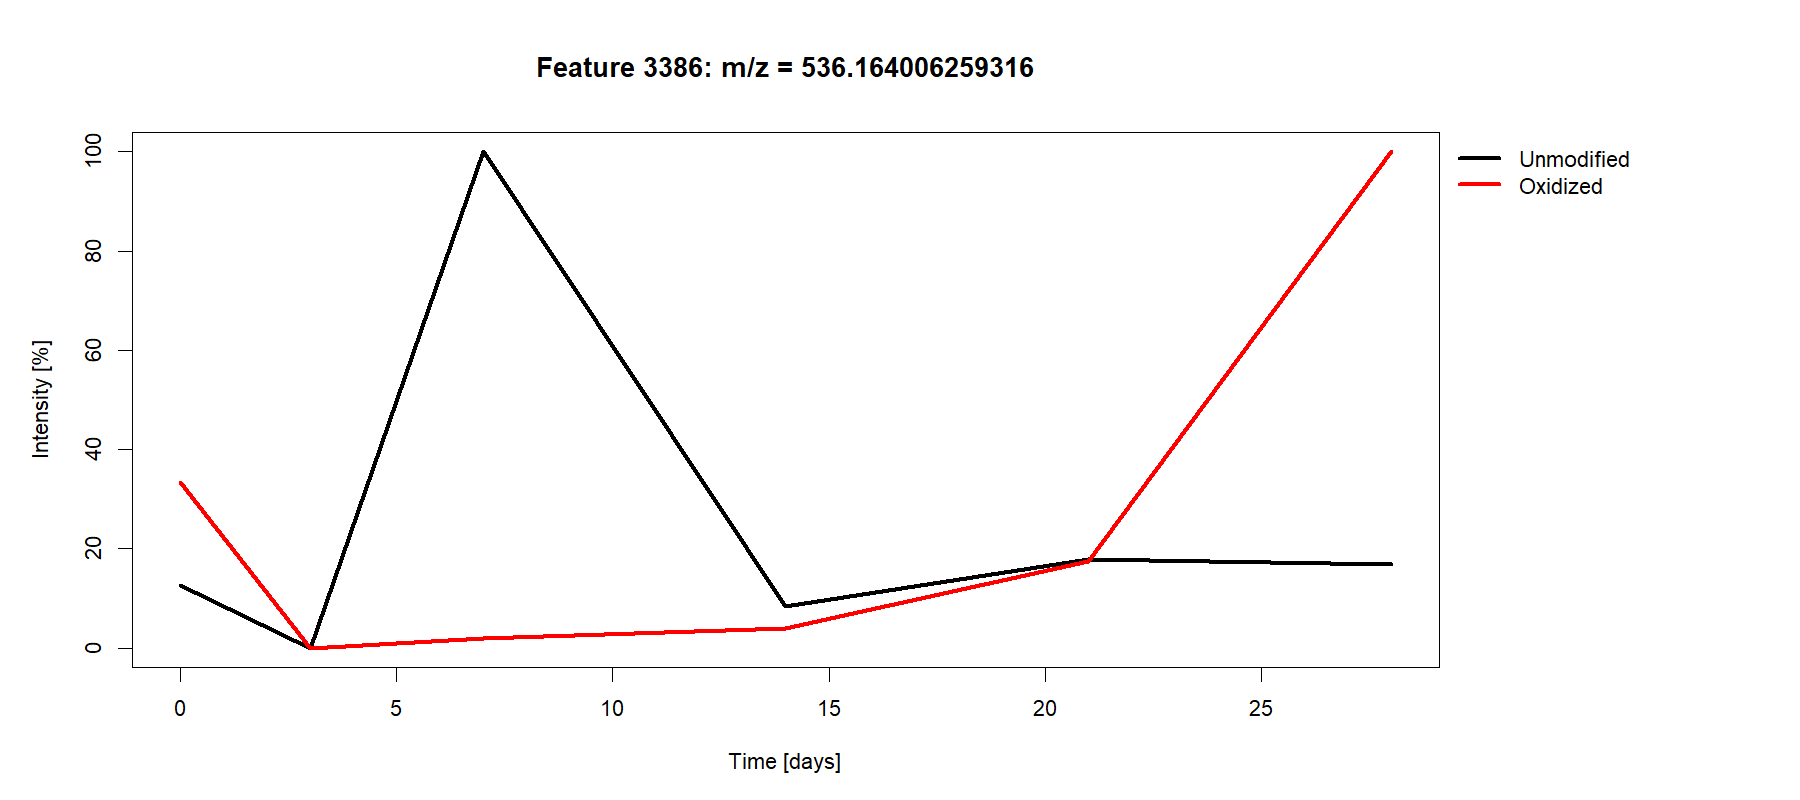 Feature 3386: m/z = 536.164006259316
Unmodified
Oxidized
Intensity [%]
100
80
60
40
20
0
0 5 10 15 20 25
Time [days]